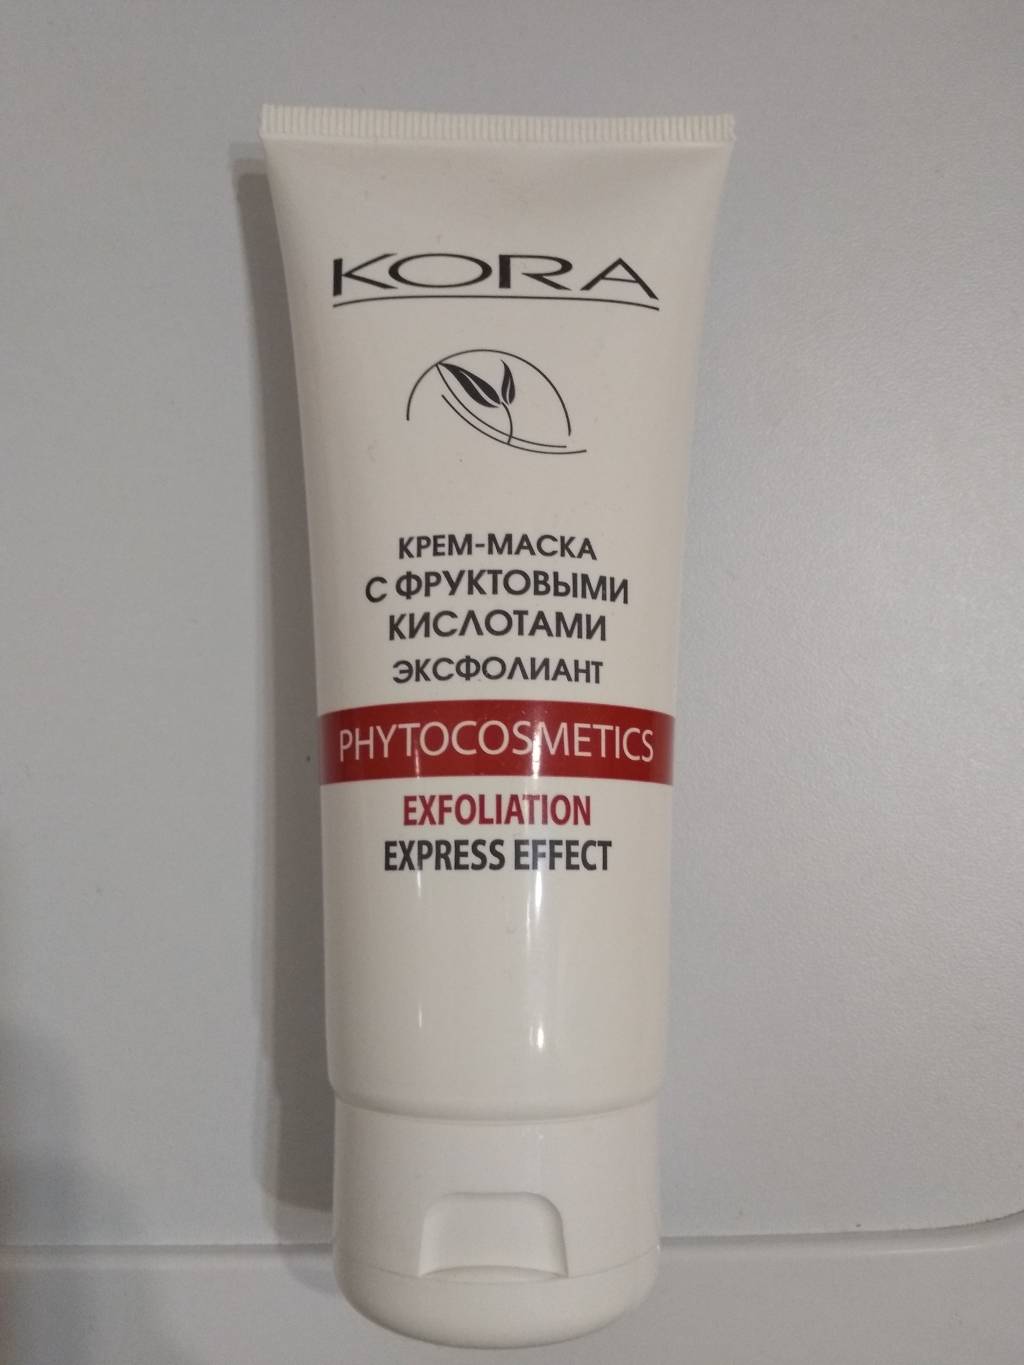 KORA
КРЕМ-МАСКА
С ФРУКТОВЫМИ
КИСЛОТАМИ
ЭКСФОЛИАНТ
PHYTOCOSMETICS
EXFOLIATION
EXPRESS EFFECT